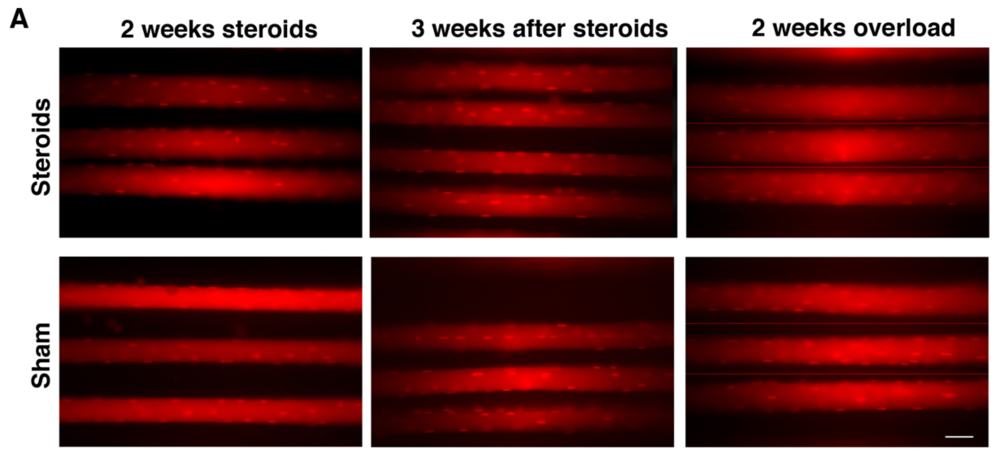 A
2 weeks steroids
3 weeks after steroids
2 weeks overload
Steroids
Sham